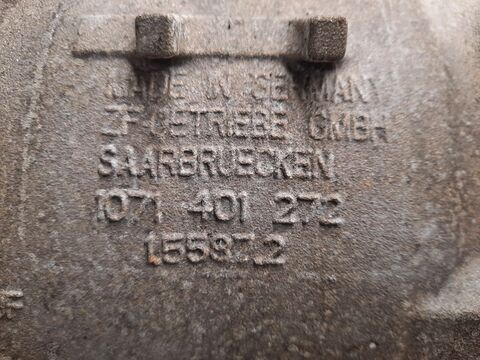 MADE IN GERMANY
ZF GETRIEBE GMBH
SAARBRUECKEN
1071 401 272
F